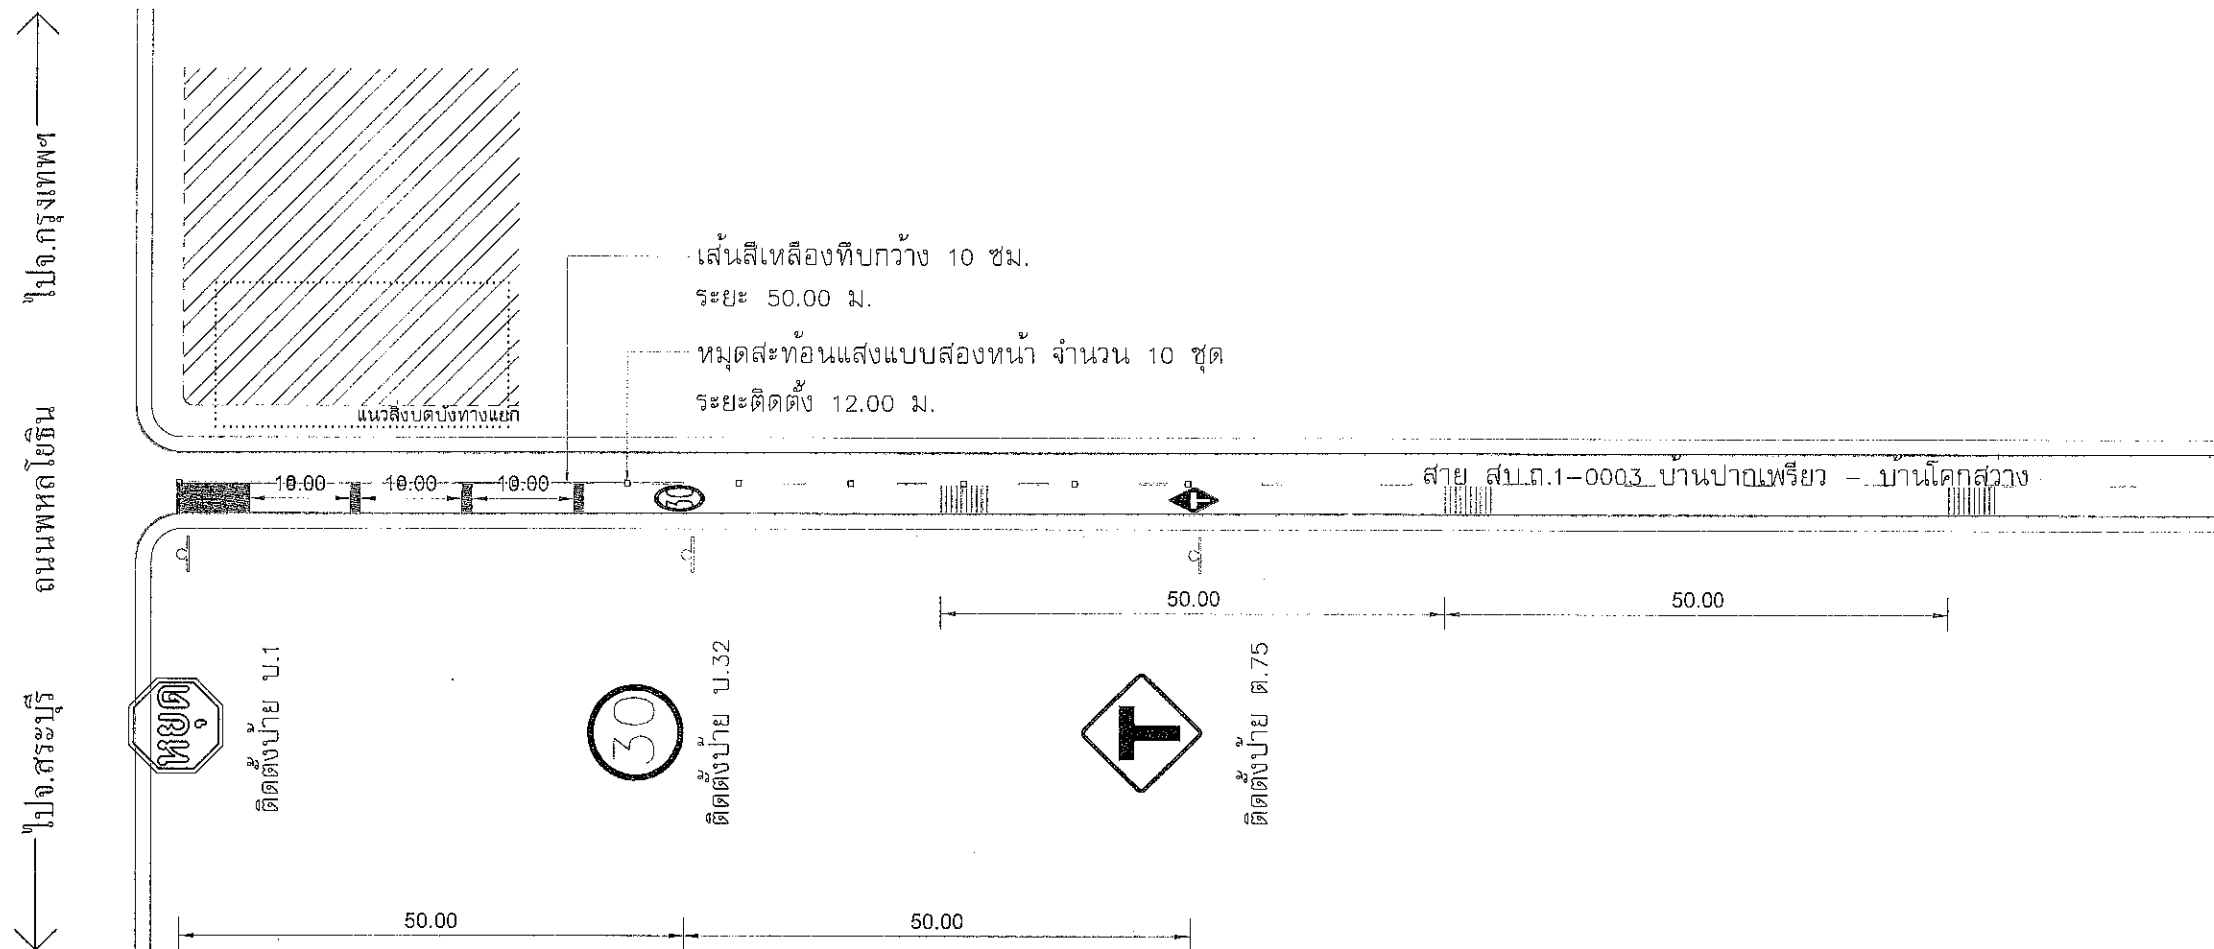 ไปจ.กรุงเทพฯ
ถนนพหลโยธิน
ไปจ.สระบุรี
เส้นสีเหลืองทึบกว้าง 10 ซม.
ระยะ 50.00 ม.
หมุดสะท้อนแสงแบบสองหน้า จำนวน 10 ชุด
ระยะติดตั้ง 12.00 ม.
แนวสิ่งบดบังทางแยก
10.00 10.00 10.00
30
สาย สบ.ถ.1-0003 บ้านปากเพรียว - บ้านโคกสว่าง
50.00 50.00
หยุด
ติดตั้งป้าย บ.1
30
ติดตั้งป้าย บ.32
ติดตั้งป้าย ต.75
50.00 50.00